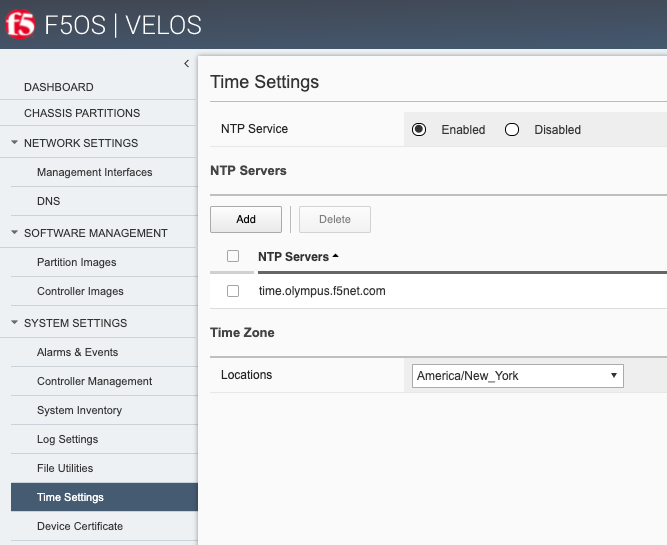 f5 F5OS | VELOS
<
DASHBOARD
CHASSIS PARTITIONS
NETWORK SETTINGS
Management Interfaces
DNS
SOFTWARE MANAGEMENT
Partition Images
Controller Images
SYSTEM SETTINGS
Alarms & Events
Controller Management
System Inventory
Log Settings
File Utilities
Time Settings
Device Certificate
Time Settings
NTP Service Enabled Disabled
NTP Servers
Add Delete
NTP Servers
time.olympus.f5net.com
Time Zone
Locations America/New_York